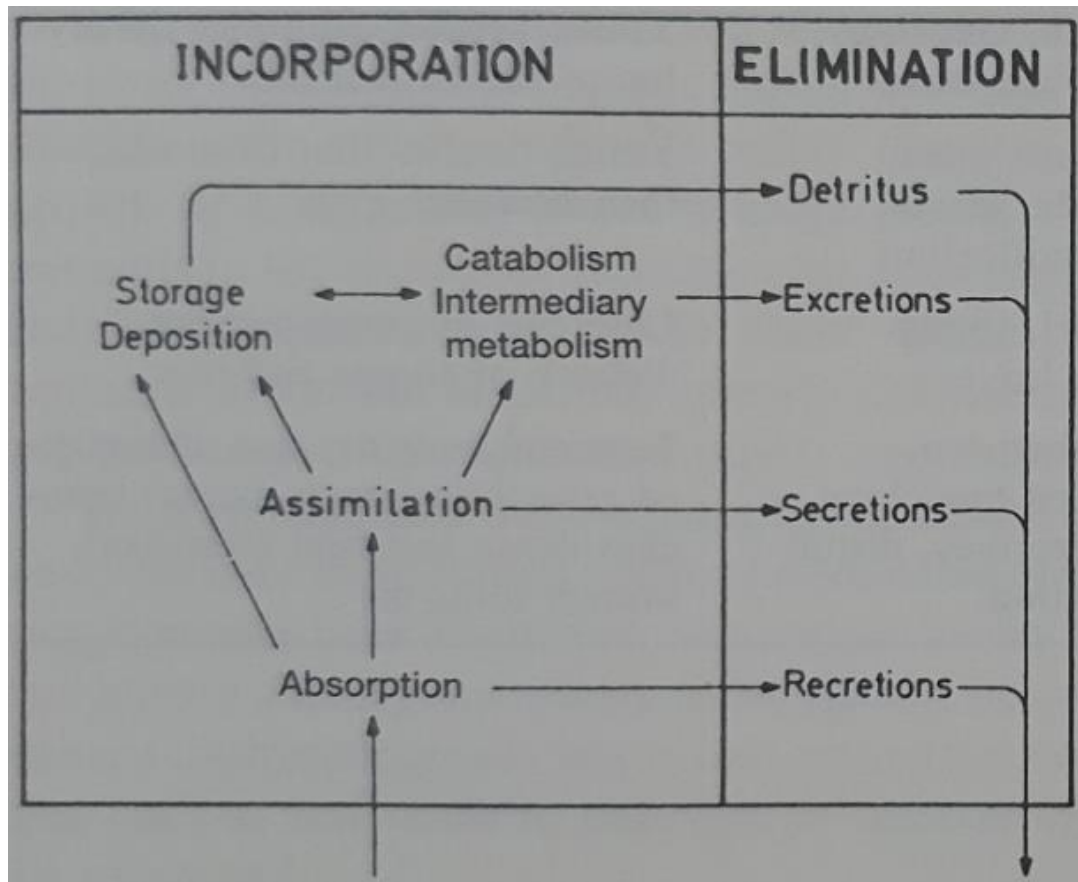 INCORPORATION
ELIMINATION
Detritus
Storage
Deposition
Catabolism
Intermediary
metabolism
Excretions
Assimilation
Secretions
Absorption
Recretions